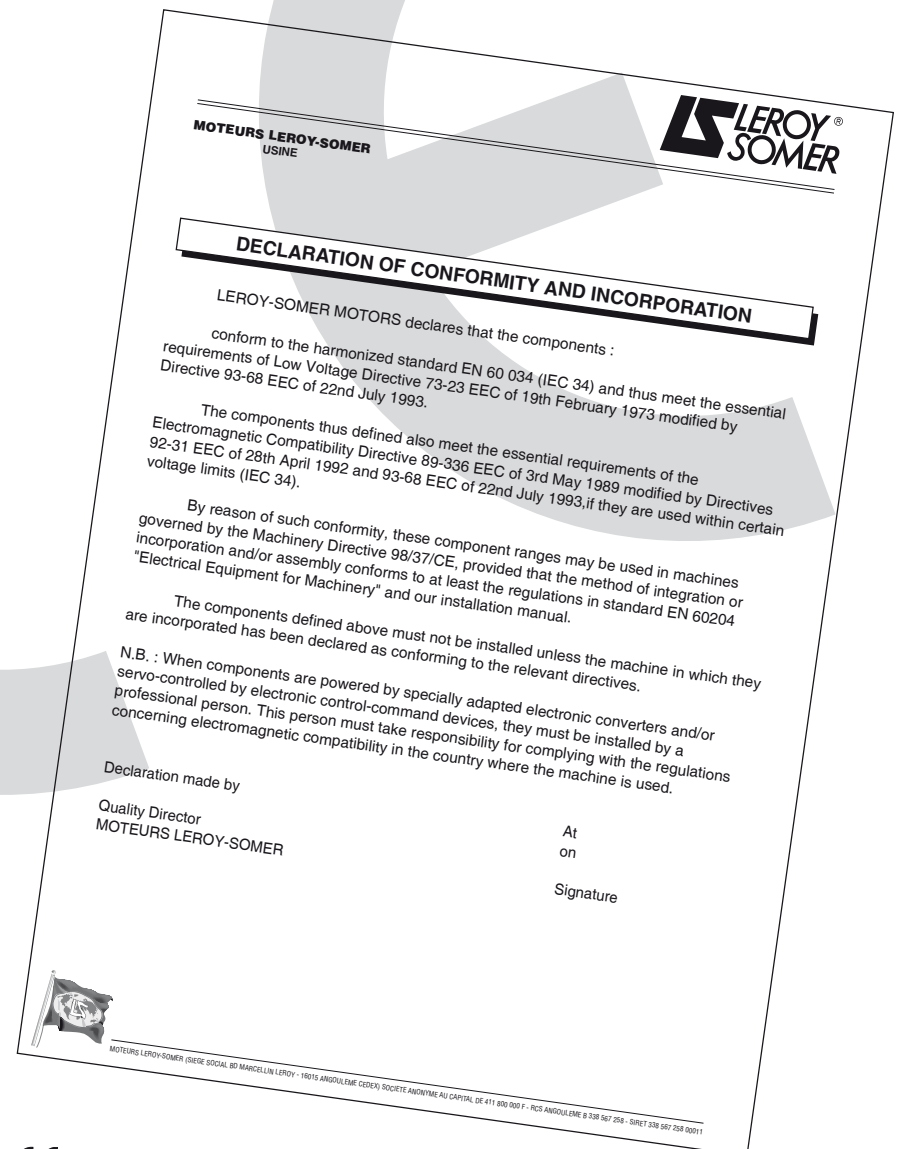 LEROY®
SOMER
MOTEURS LEROY-SOMER
USINE
DECLARATION OF CONFORMITY AND INCORPORATION
LEROY-SOMER MOTORS declares that the components :
conform to the harmonized standard EN 60 034 (IEC 34) and thus meet the essential
requirements of Low Voltage Directive 73-23 EEC of 19th February 1973 modified by
Directive 93-68 EEC of 22nd July 1993.
The components thus defined also meet the essential requirements of the
Electromagnetic Compatibility Directive 89-336 EEC of 3rd May 1989 modified by Directives
92-31 EEC of 28th April 1992 and 93-68 EEC of 22nd July 1993,if they are used within certain
voltage limits (IEC 34).
By reason of such conformity, these component ranges may be used in machines
governed by the Machinery Directive 98/37/CE, provided that the method of integration or
incorporation and/or assembly conforms to at least the regulations in standard EN 60204
"Electrical Equipment for Machinery" and our installation manual.
The components defined above must not be installed unless the machine in which they
are incorporated has been declared as conforming to the relevant directives.
N.B. : When components are powered by specially adapted electronic converters and/or
servo-controlled by electronic control-command devices, they must be installed by a
professional person. This person must take responsibility for complying with the regulations
concerning electromagnetic compatibility in the country where the machine is used.
Declaration made by
Quality Director
MOTEURS LEROY-SOMER
At
on
Signature
MOTEURS LEROY-SOMER (SIEGE SOCIAL BD MARCELLIN LEROY - 16015 ANGOULEME CEDEX) SOCIETE ANONYME AU CAPITAL DE 411 800 000 F - RCS ANGOULEME B 338 567 258 - SIRET 338 567 258 00011